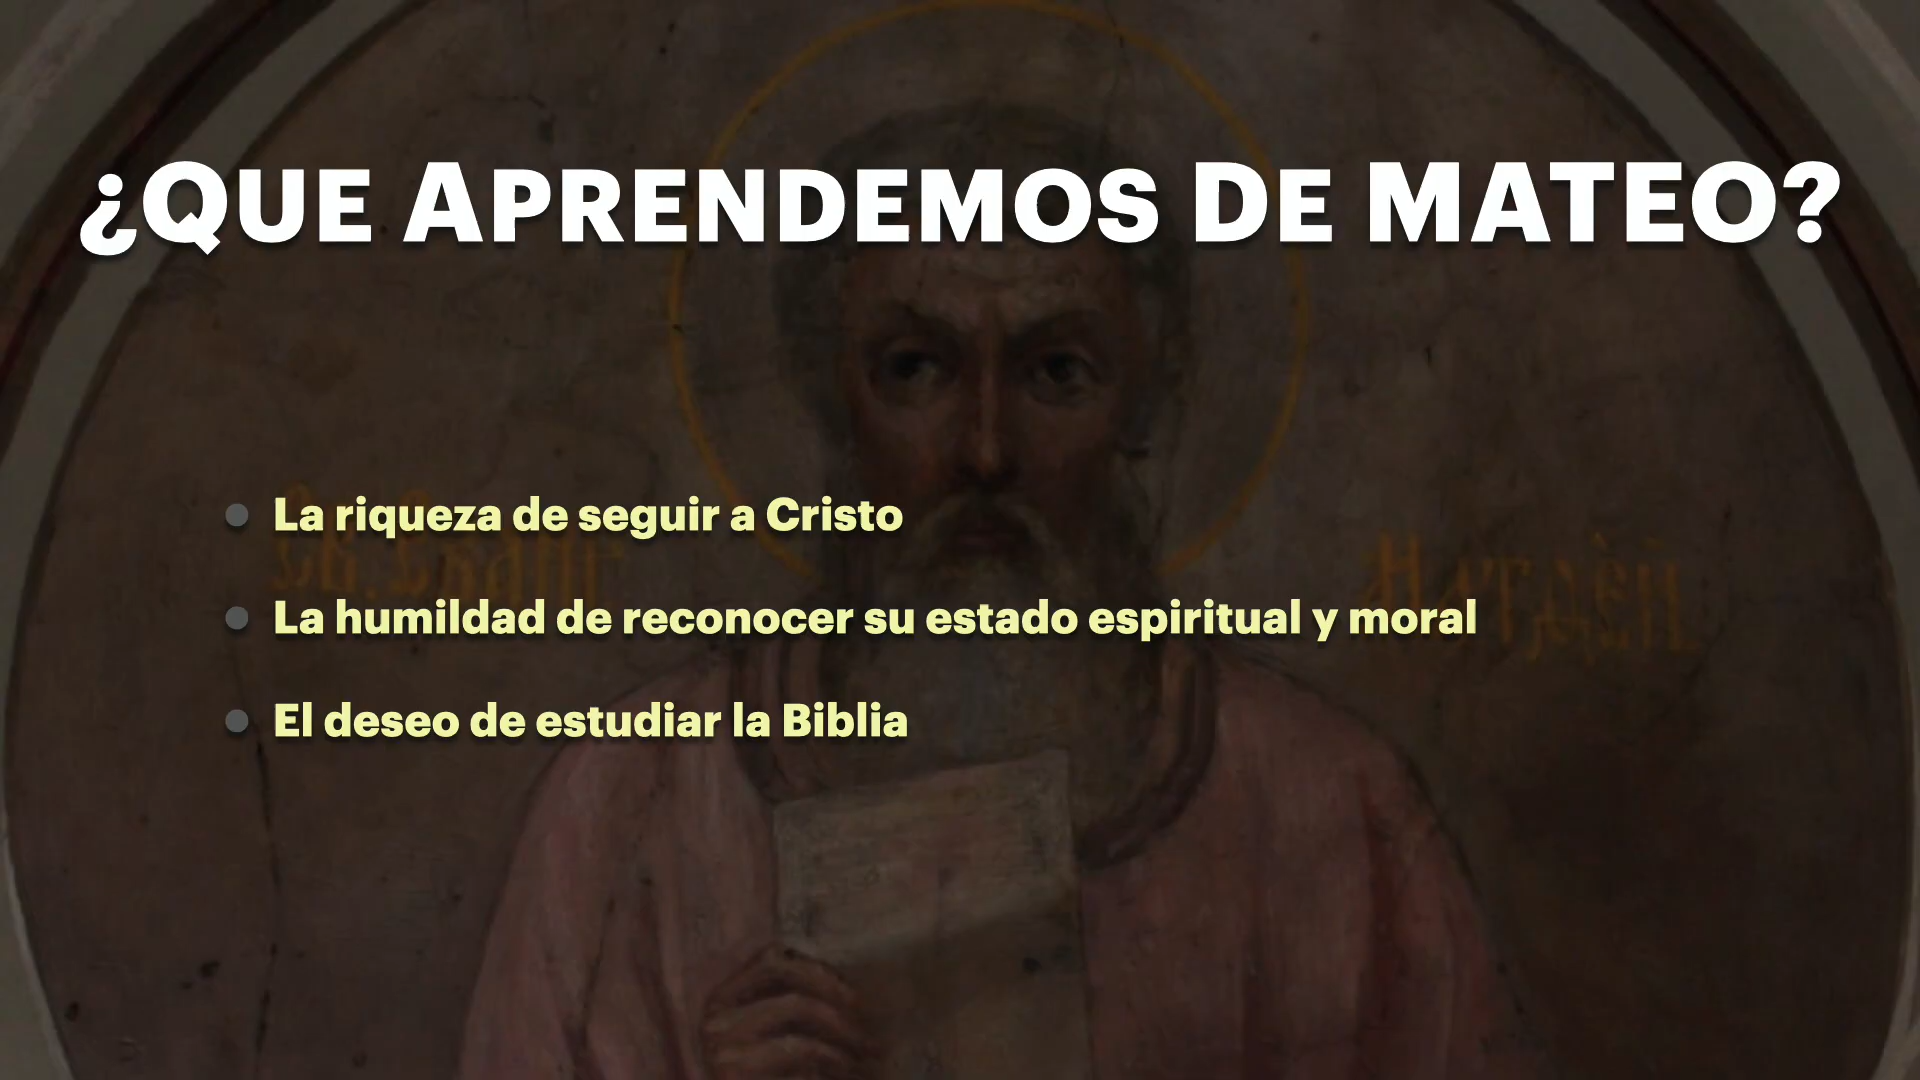 ¿QUE APRENDEMOS DE MATEO?
La riqueza de seguir a Cristo
La humildad de reconocer su estado espiritual y moral
El deseo de estudiar la Biblia